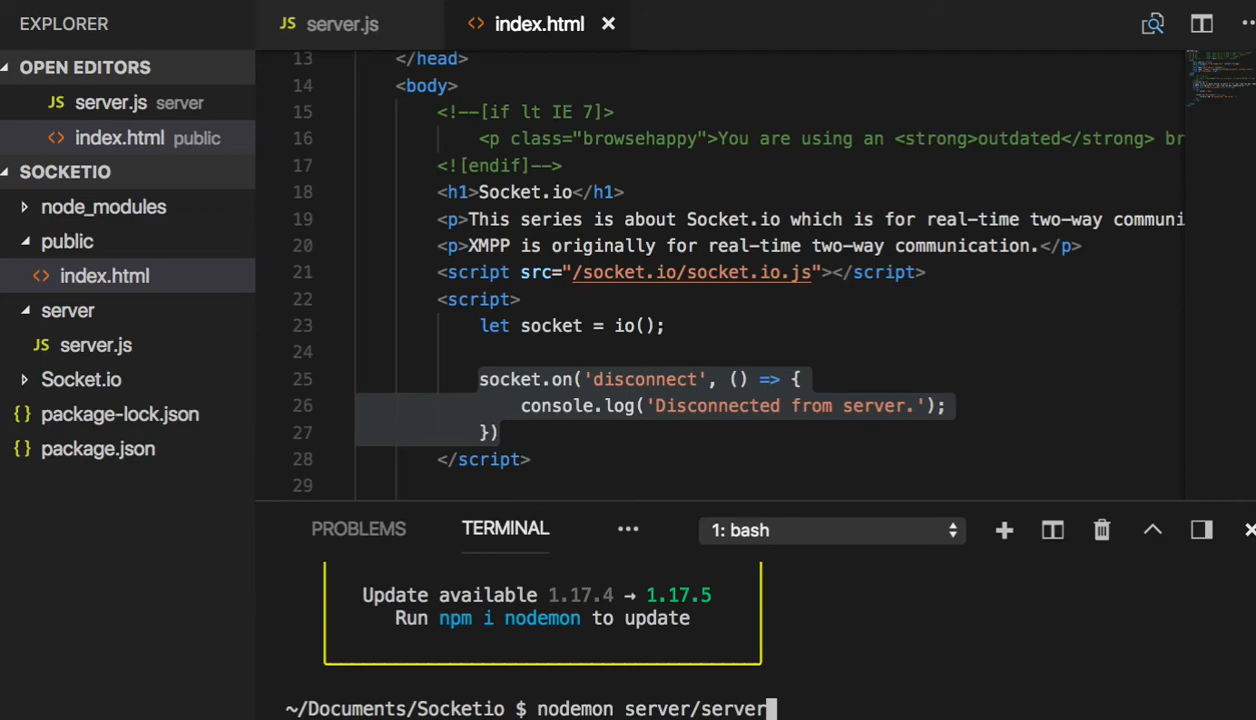 EXPLORER
OPEN EDITORS
JS server.js server
<> index.html public
SOCKETIO
node_modules
public
<> index.html
server
JS server.js
Socket.io
{} package-lock.json
{} package.json
JS server.js
<> index.html ×
13 </head>
14 <body>
15 <!--[if lt IE 7]>
16 <p class="browsehappy">You are using an <strong>outdated</strong> br
17 <![endif]-->
18 <h1>Socket.io</h1>
19 <p>This series is about Socket.io which is for real-time two-way communi
20 <p>XMPP is originally for real-time two-way communication.</p>
21 <script src="/socket.io/socket.io.js"></script>
22 <script>
23 let socket = io();
24
25 socket.on('disconnect', () => {
26 console.log('Disconnected from server.');
27 })
28 </script>
29
PROBLEMS TERMINAL ••• 1: bash
Update available 1.17.4 → 1.17.5
Run npm i nodemon to update
~/Documents/Socketio $ nodemon server/server